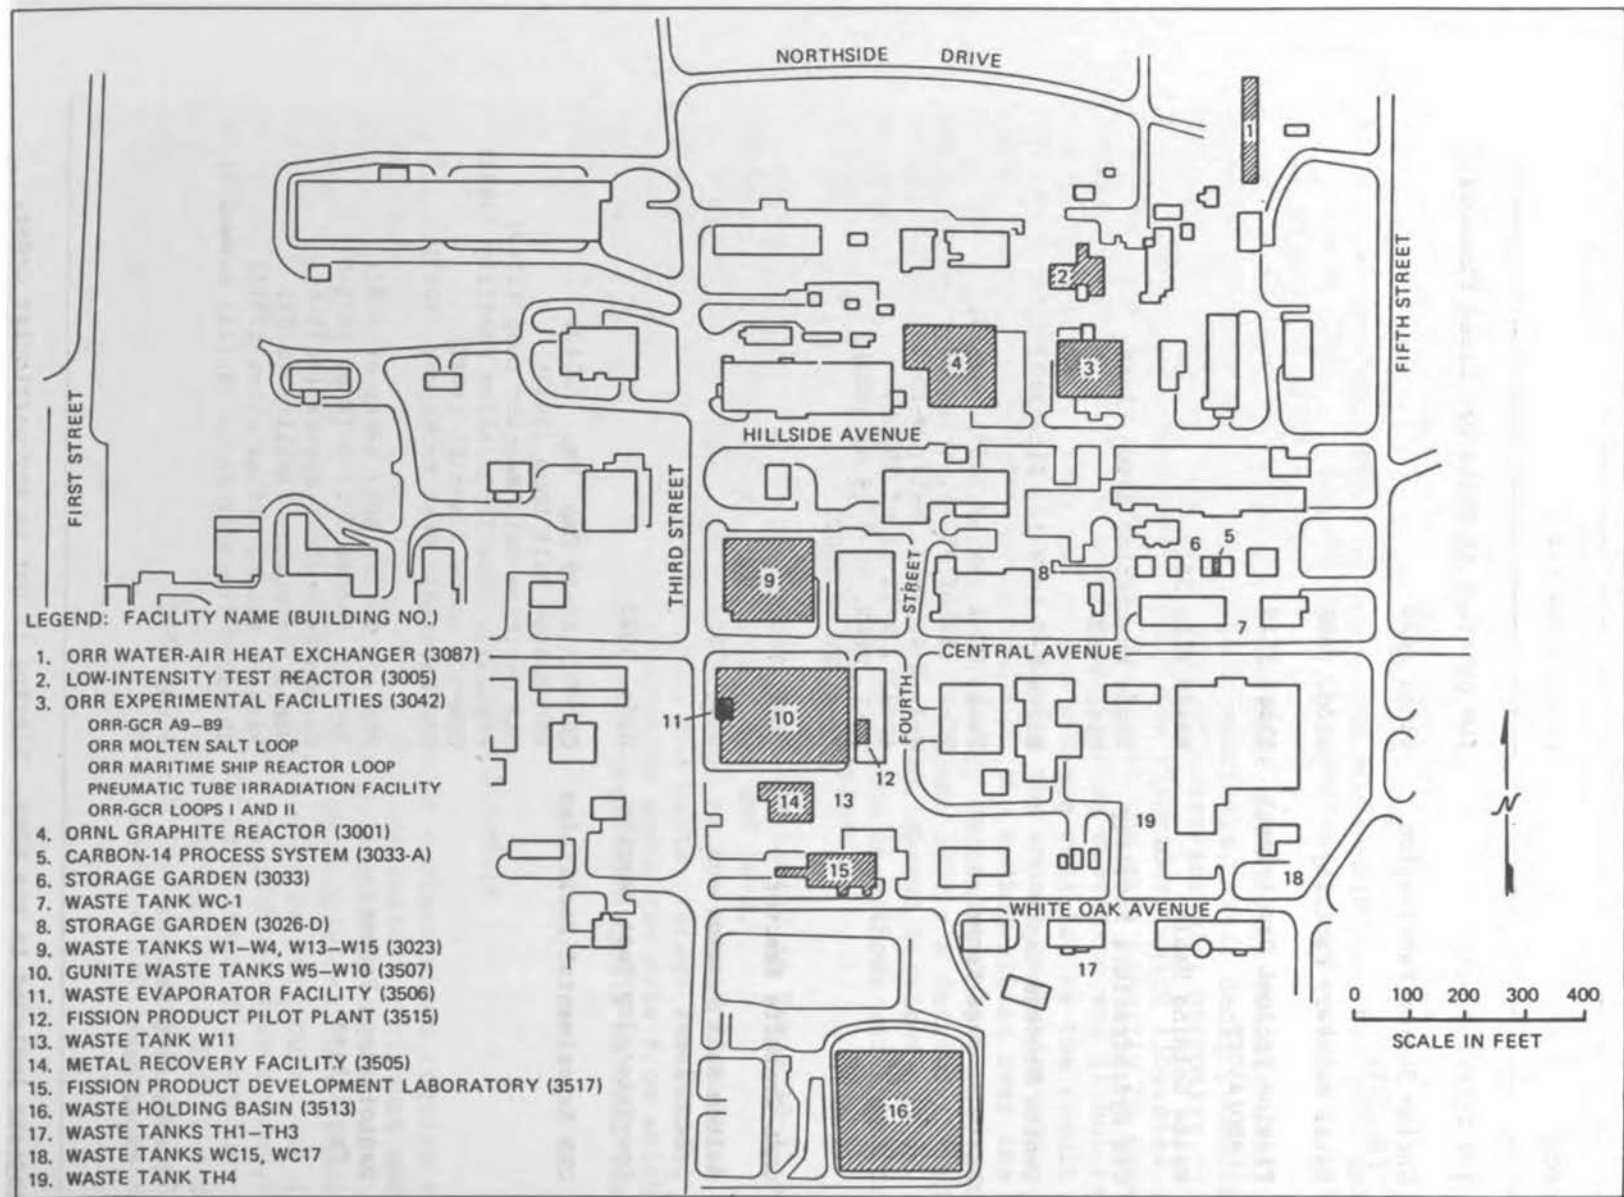 NORTHSIDE DRIVE
1
2
3
4
HILLSIDE AVENUE
FIRST STREET
THIRD STREET
FOURTH STREET
FIFTH STREET
5
6
7
8
9
CENTRAL AVENUE
10
11
12
13
14
15
16
17
18
19
WHITE OAK AVENUE
N
0 100 200 300 400
SCALE IN FEET
LEGEND: FACILITY NAME (BUILDING NO.)
1. ORR WATER-AIR HEAT EXCHANGER (3087)
2. LOW-INTENSITY TEST REACTOR (3005)
3. ORR EXPERIMENTAL FACILITIES (3042)
ORR-GCR A9–B9
ORR MOLTEN SALT LOOP
ORR MARITIME SHIP REACTOR LOOP
PNEUMATIC TUBE IRRADIATION FACILITY
ORR-GCR LOOPS I AND II
4. ORNL GRAPHITE REACTOR (3001)
5. CARBON-14 PROCESS SYSTEM (3033-A)
6. STORAGE GARDEN (3033)
7. WASTE TANK WC-1
8. STORAGE GARDEN (3026-D)
9. WASTE TANKS W1–W4, W13–W15 (3023)
10. GUNITE WASTE TANKS W5–W10 (3507)
11. WASTE EVAPORATOR FACILITY (3506)
12. FISSION PRODUCT PILOT PLANT (3515)
13. WASTE TANK W11
14. METAL RECOVERY FACILITY (3505)
15. FISSION PRODUCT DEVELOPMENT LABORATORY (3517)
16. WASTE HOLDING BASIN (3513)
17. WASTE TANKS TH1–TH3
18. WASTE TANKS WC15, WC17
19. WASTE TANK TH4